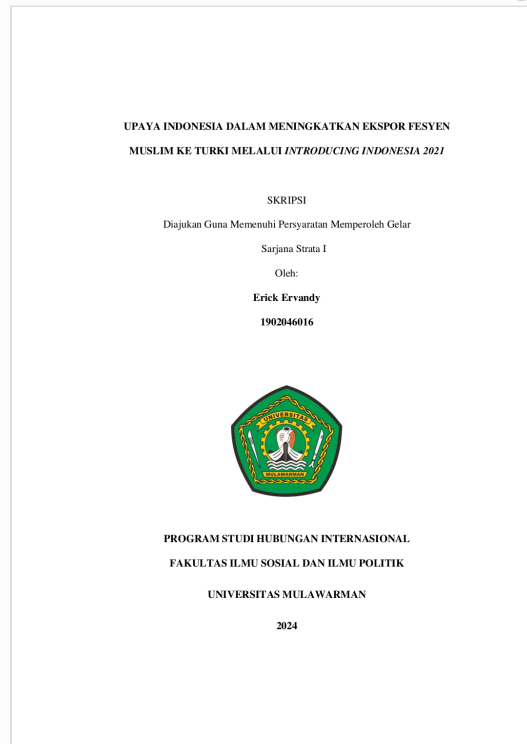 UPAYA INDONESIA DALAM MENINGKATKAN EKSPOR FESYEN
MUSLIM KE TURKI MELALUI INTRODUCING INDONESIA 2021
SKRIPSI
Diajukan Guna Memenuhi Persyaratan Memperoleh Gelar
Sarjana Strata I
Oleh:
Erick Ervandy
1902046016
UNIVERSITAS
MULAWARMAN
PROGRAM STUDI HUBUNGAN INTERNASIONAL
FAKULTAS ILMU SOSIAL DAN ILMU POLITIK
UNIVERSITAS MULAWARMAN
2024